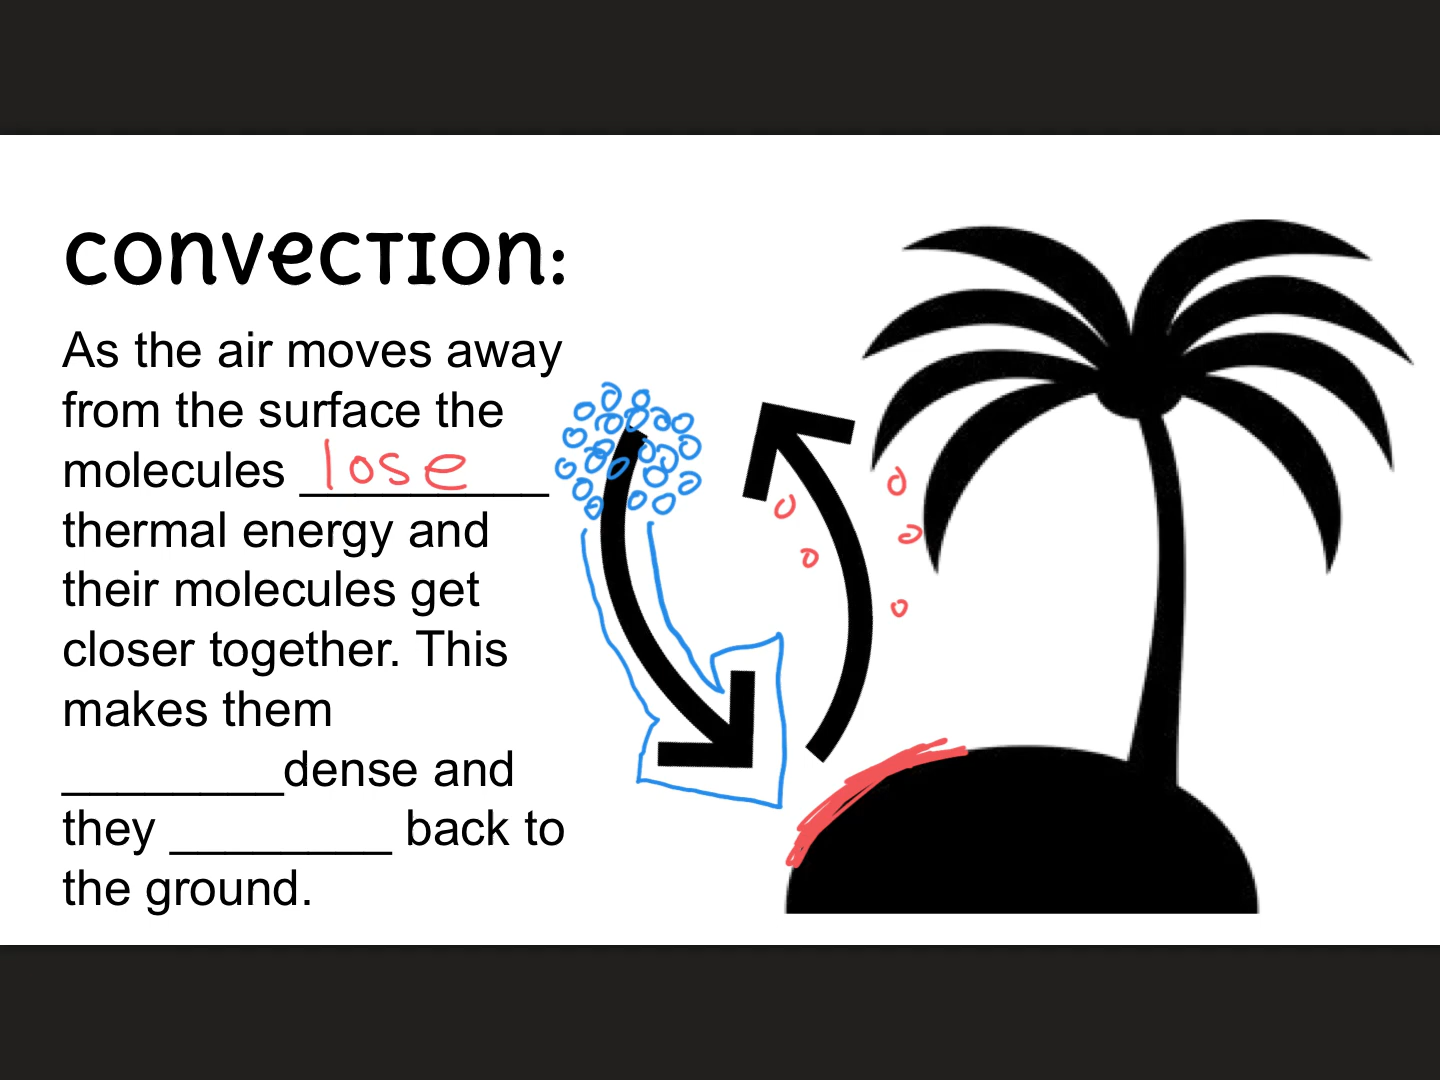 convection:
As the air moves away
from the surface the
molecules lose
thermal energy and
their molecules get
closer together. This
makes them
________dense and
they ________ back to
the ground.